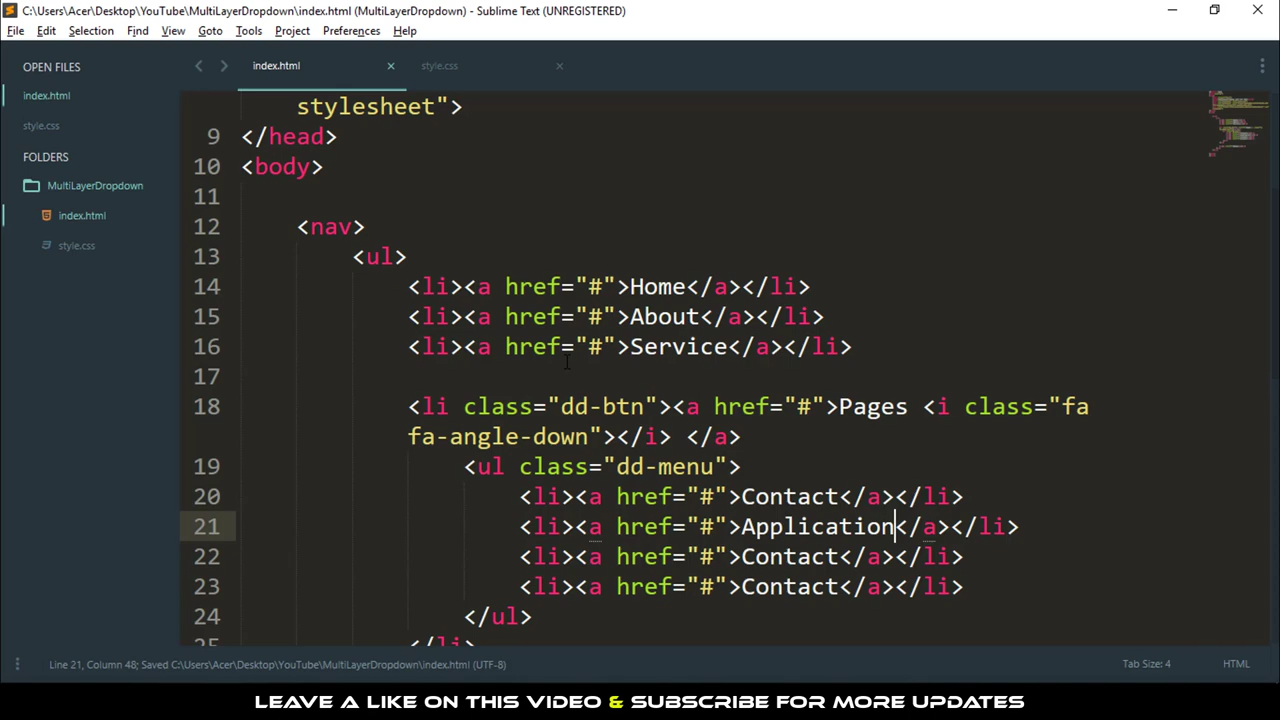 C:\Users\Acer\Desktop\YouTube\MultiLayerDropdown\index.html (MultiLayerDropdown) - Sublime Text (UNREGISTERED)
File Edit Selection Find View Goto Tools Project Preferences Help
OPEN FILES
index.html
style.css
FOLDERS
MultiLayerDropdown
index.html
style.css
index.html style.css
stylesheet">
9 </head>
10 <body>
11
12 <nav>
13 <ul>
14 <li><a href="#">Home</a></li>
15 <li><a href="#">About</a></li>
16 <li><a href="#">Service</a></li>
17
18 <li class="dd-btn"><a href="#">Pages <i class="fa
fa-angle-down"></i> </a>
19 <ul class="dd-menu">
20 <li><a href="#">Contact</a></li>
21 <li><a href="#">Application</a></li>
22 <li><a href="#">Contact</a></li>
23 <li><a href="#">Contact</a></li>
24 </ul>
25 </li>
Line 21, Column 48; Saved C:\Users\Acer\Desktop\YouTube\MultiLayerDropdown\index.html (UTF-8) Tab Size: 4 HTML
LEAVE A LIKE ON THIS VIDEO & SUBSCRIBE FOR MORE UPDATES